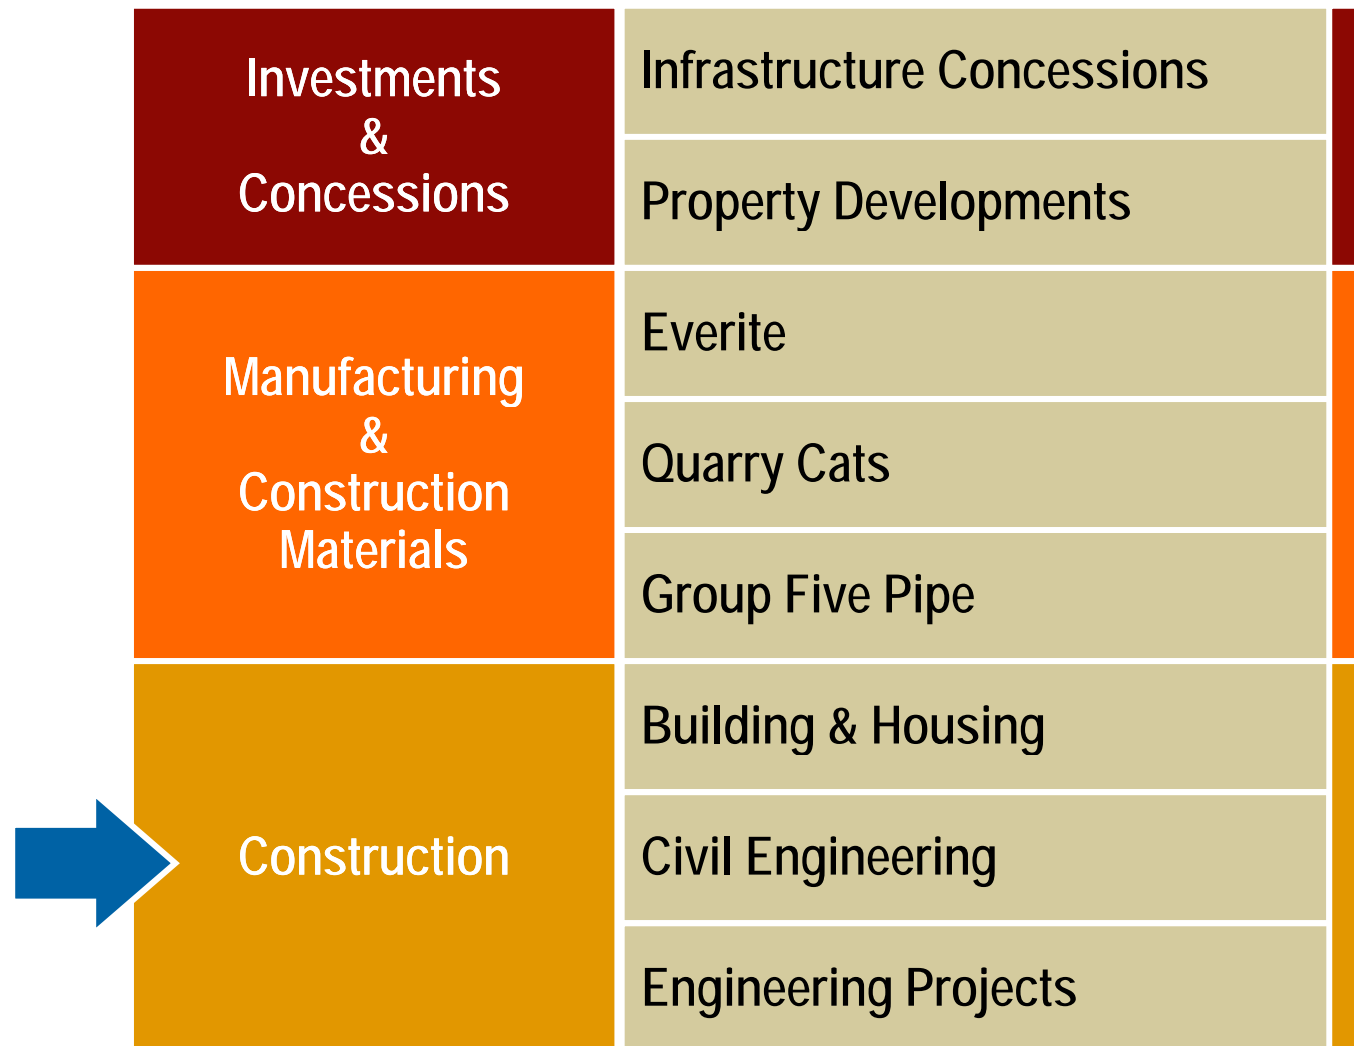 Investments
&
Concessions
Infrastructure Concessions
Property Developments
Manufacturing
&
Construction
Materials
Everite
Quarry Cats
Group Five Pipe
Construction
Building & Housing
Civil Engineering
Engineering Projects